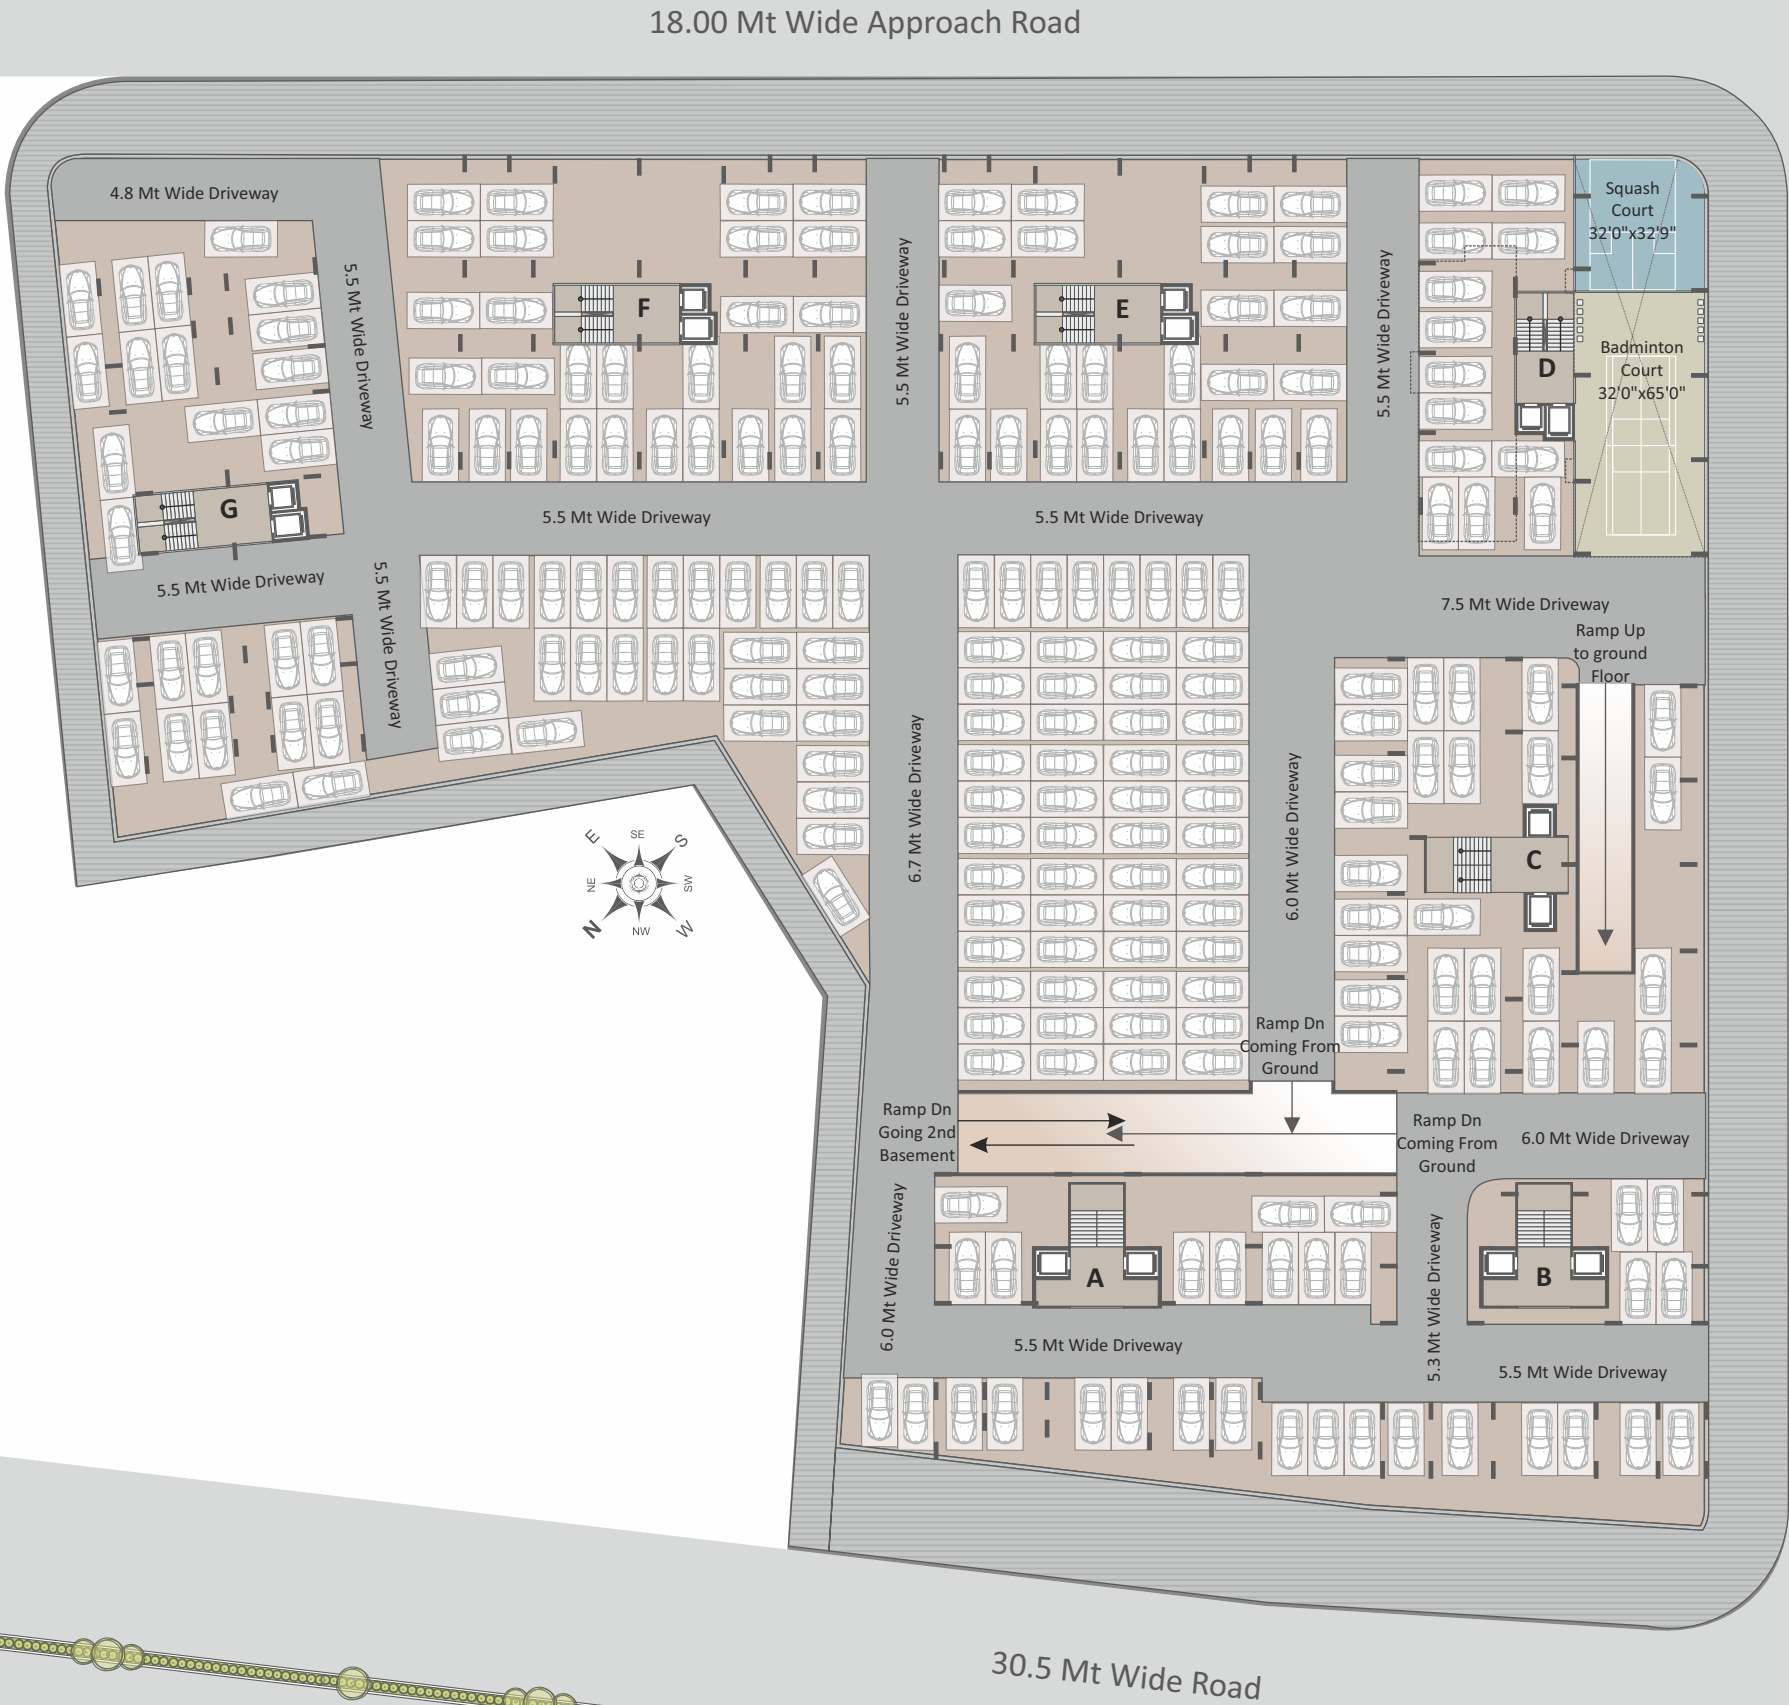 18.00 Mt Wide Approach Road
4.8 Mt Wide Driveway
5.5 Mt Wide Driveway
5.5 Mt Wide Driveway
5.5 Mt Wide Driveway
Squash
Court
32'0"x32'9"
F
E
D
Badminton
Court
32'0"x65'0"
G
5.5 Mt Wide Driveway
5.5 Mt Wide Driveway
5.5 Mt Wide Driveway
5.5 Mt Wide Driveway
7.5 Mt Wide Driveway
Ramp Up
to ground
Floor
6.7 Mt Wide Driveway
6.0 Mt Wide Driveway
C
E
SE
S
NE
SW
N
NW
W
Ramp Dn
Coming From
Ground
Ramp Dn
Going 2nd
Basement
Ramp Dn
Coming From
Ground
6.0 Mt Wide Driveway
6.0 Mt Wide Driveway
A
5.3 Mt Wide Driveway
B
5.5 Mt Wide Driveway
5.5 Mt Wide Driveway
30.5 Mt Wide Road